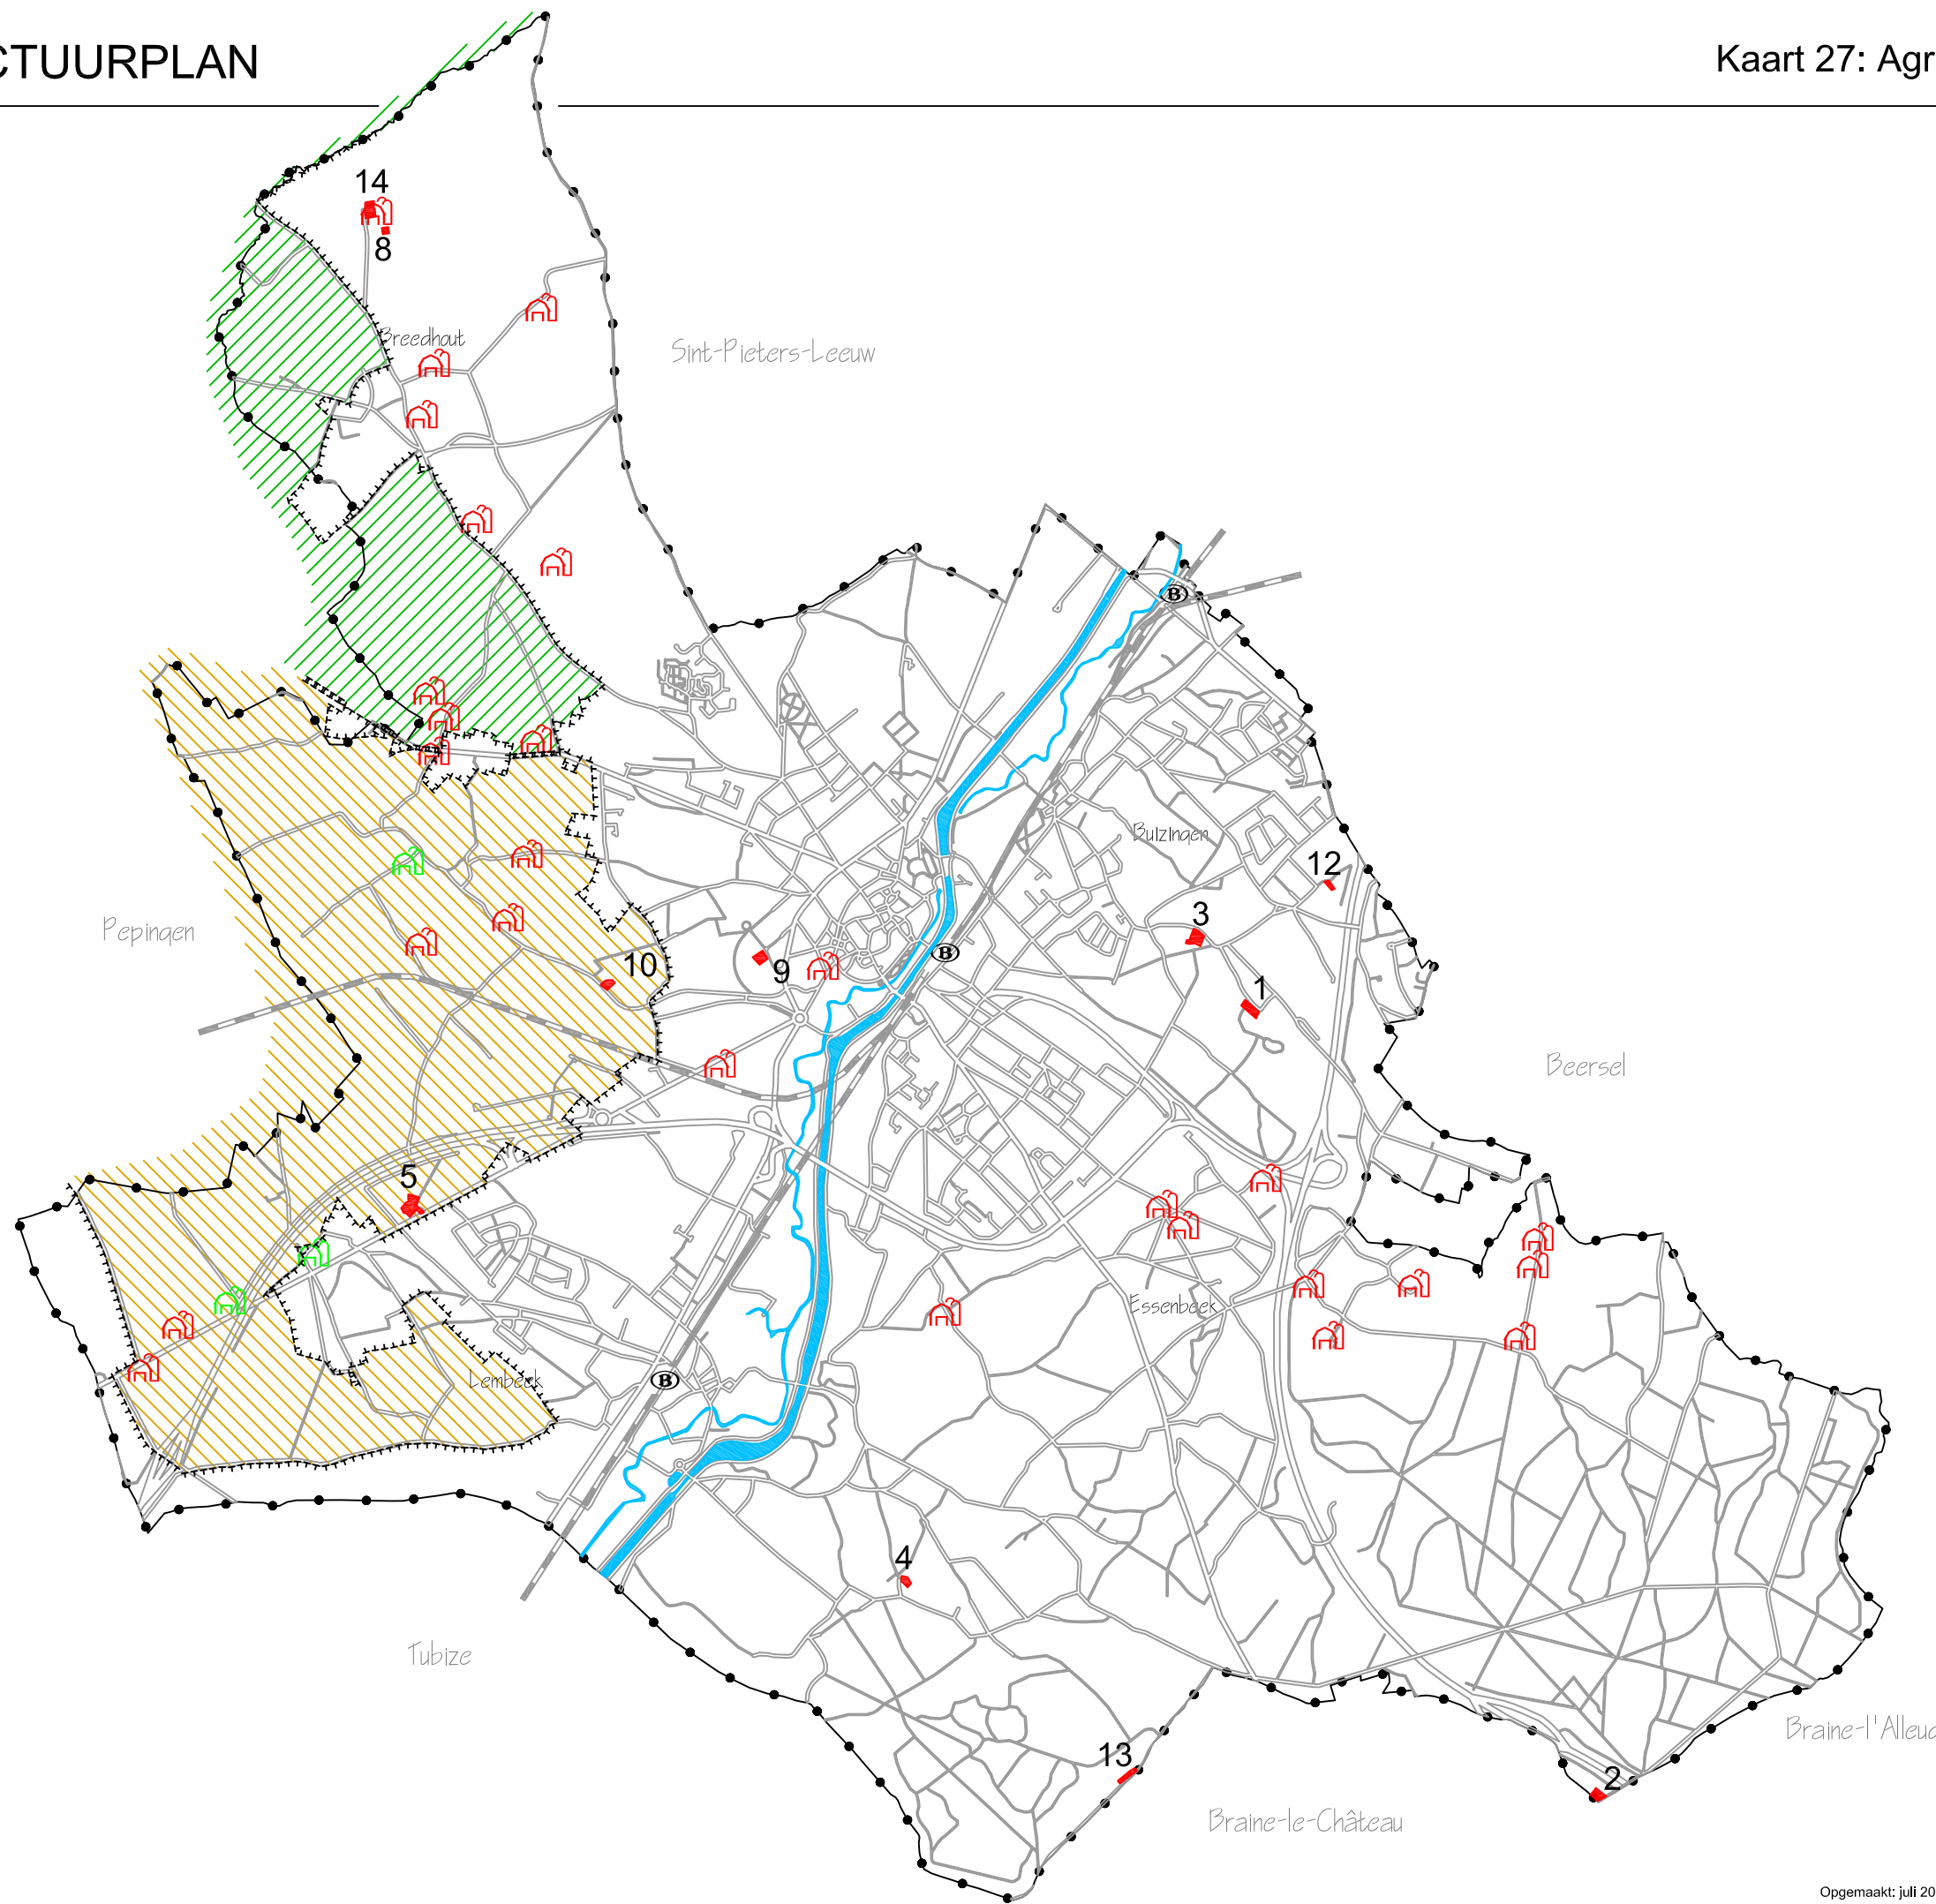 CTUURPLAN
Kaart 27: Agr
14
8
Breedhout
Sint-Pieters-Leeuw
B
Buizingen
12
3
Pepingen
10
9
B
1
Beersel
5
Essenbeek
Lembeek
B
4
Tubize
13
2
Braine-l'Alleud
Braine-le-Château
Opgemaakt: juli 20